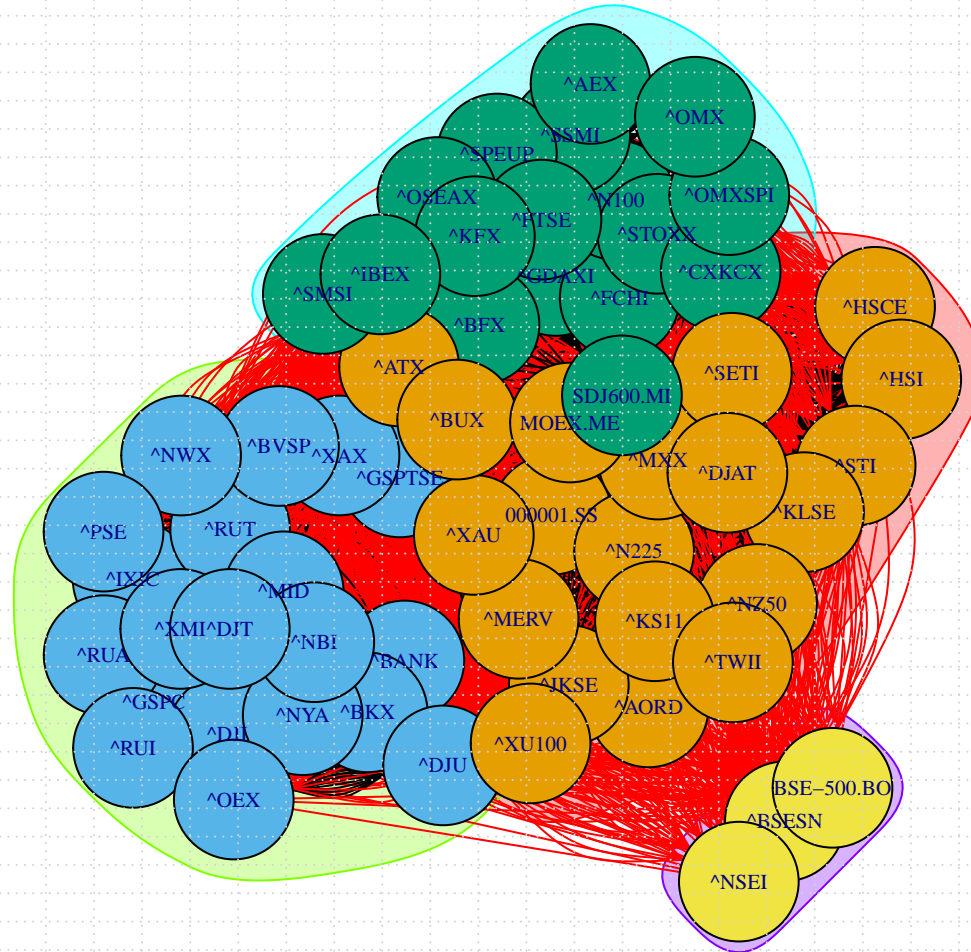 ^AEX
^OMX
^SSMI
^SPEUP
^OSEAX
^N100
^OMXSPI
^FTSE
^KFX
^STOXX
^IBEX
^GDAXI
^CXKCX
^SMSI
^FCHI
^HSCE
^BFX
^ATX
^SETI
^HSI
SDJ600.MI
^BUX
MOEX.ME
^BVSP
^XAX
^NWX
^MXX
^DJAT
^STI
^GSPTSE
000001.SS
^KLSE
^PSE
^RUT
^XAU
^N225
^IXIC
^MID
^NZ50
^MERV
^KS11
^XMI
^DJT
^NBI
^RUA
^BANK
^TWII
^JKSE
^GSPC
^AORD
^NYA
^BKX
^DJI
^RUI
^XU100
^DJU
^OEX
BSE−500.BO
^BSESN
^NSEI